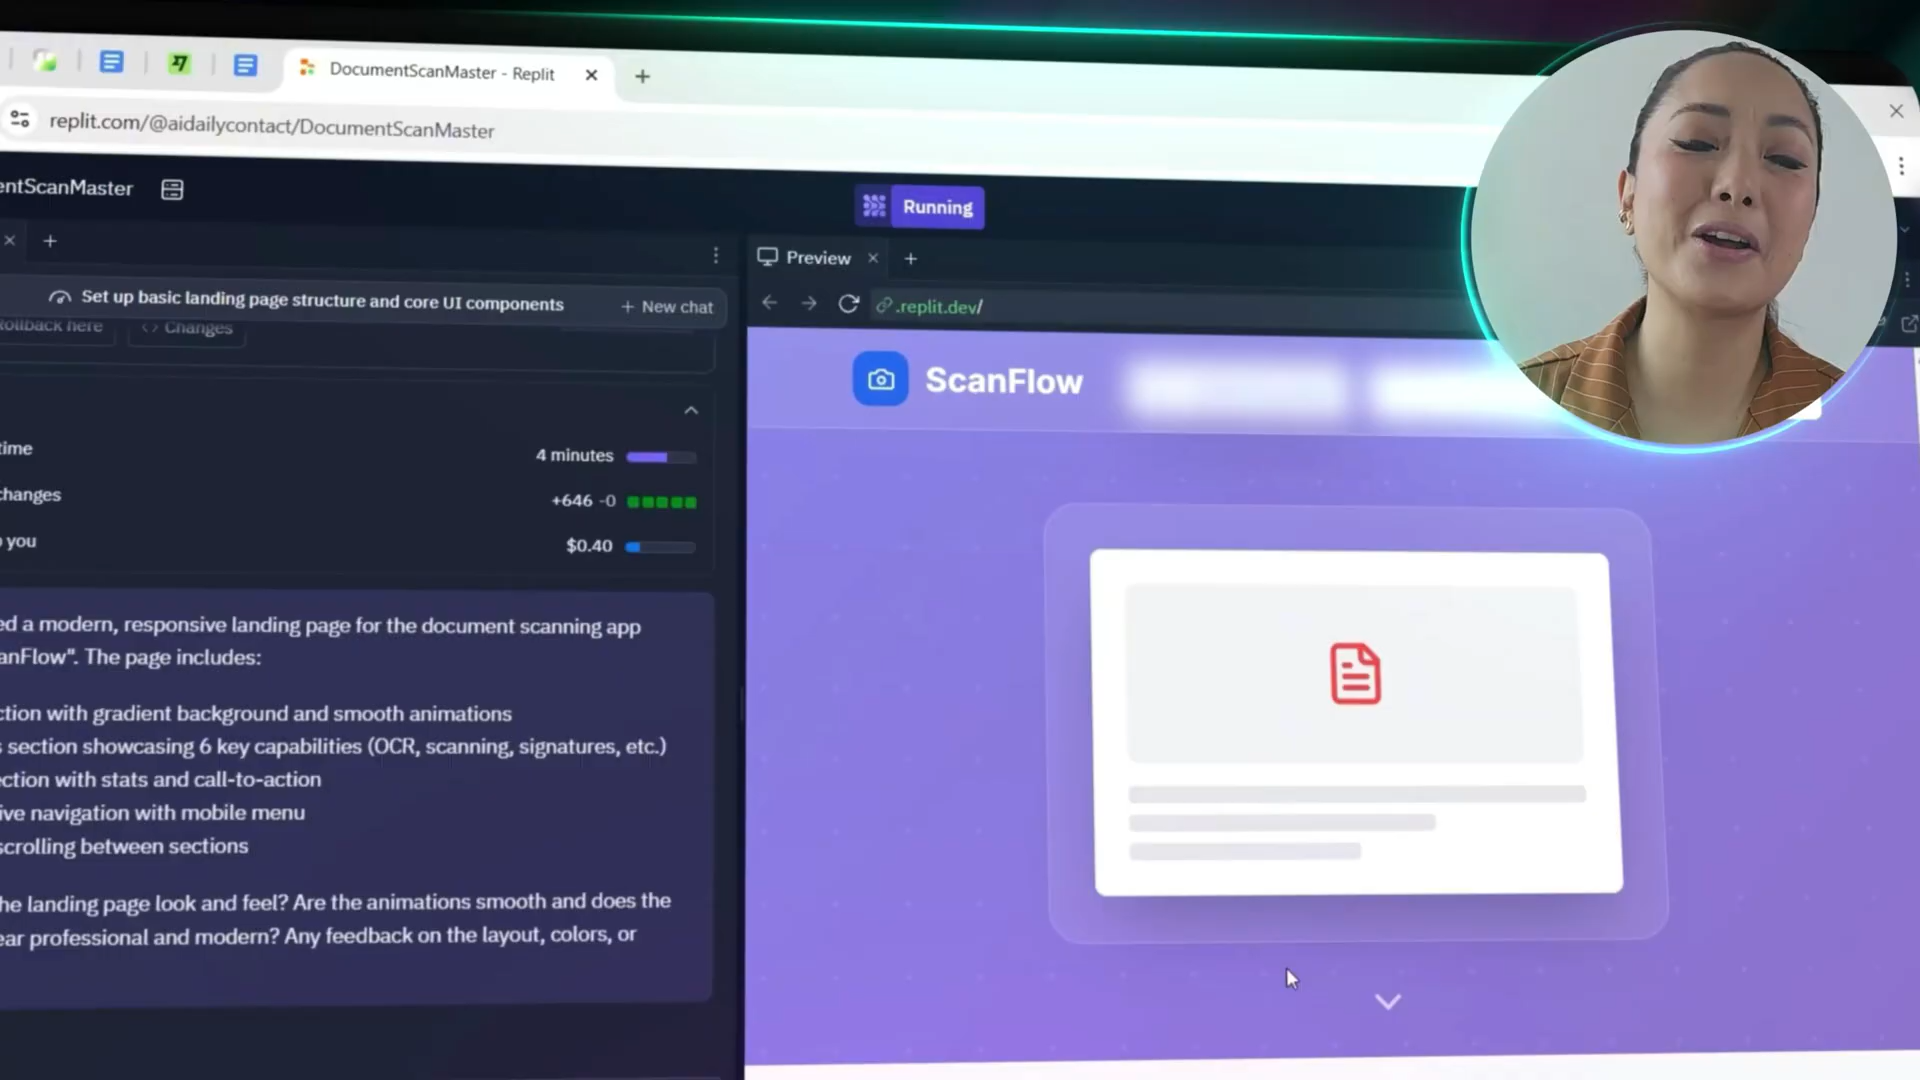 DocumentScanMaster - Replit
replit.com/@aidailycontact/DocumentScanMaster
entScanMaster
Running
Preview
Set up basic landing page structure and core UI components
New chat
.replit.dev/
ollback here
Changes
ScanFlow
time
4 minutes
changes
+646 -0
you
$0.40
ed a modern, responsive landing page for the document scanning app
anFlow". The page includes:
ction with gradient background and smooth animations
s section showcasing 6 key capabilities (OCR, scanning, signatures, etc.)
ection with stats and call-to-action
ive navigation with mobile menu
scrolling between sections
he landing page look and feel? Are the animations smooth and does the
ear professional and modern? Any feedback on the layout, colors, or